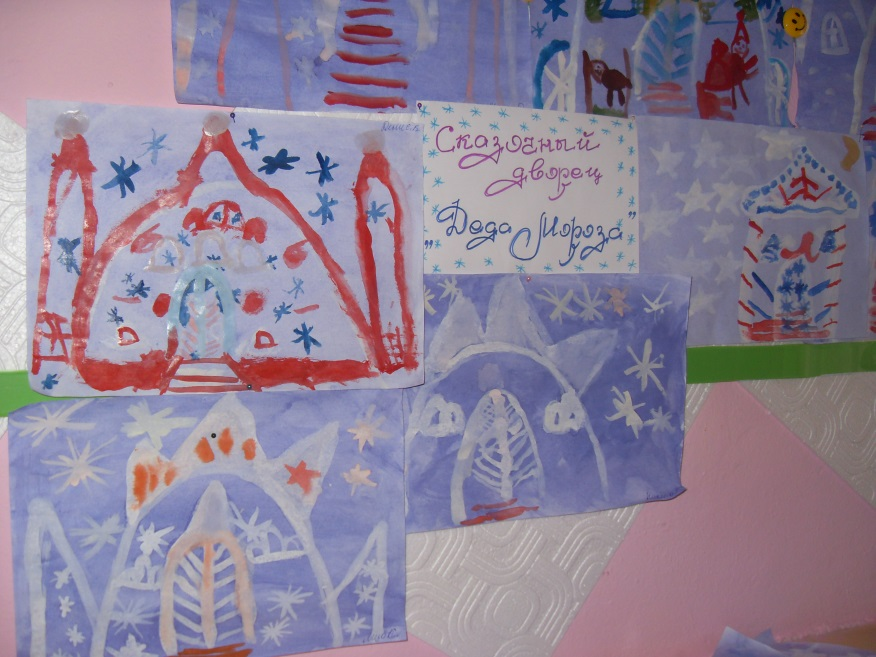 Сказочный
дворец
"Деда Мороза"